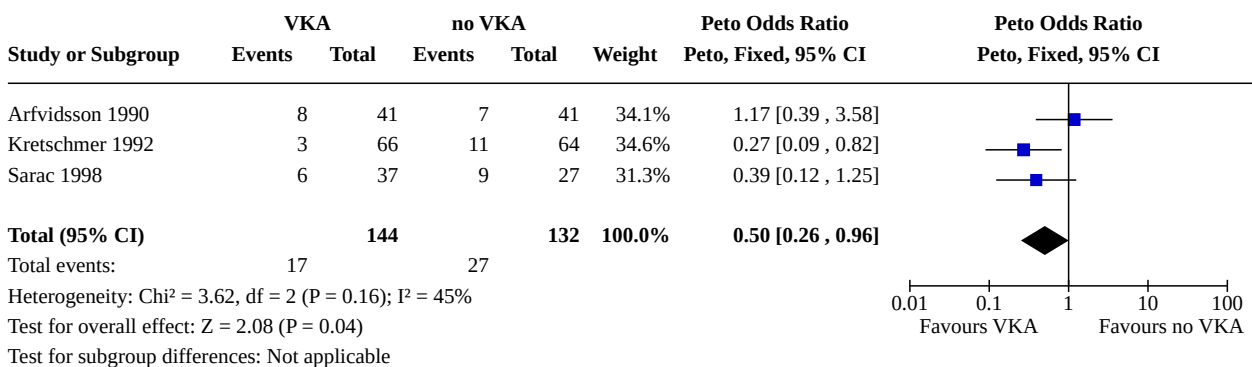 VKA no VKA Peto Odds Ratio Peto Odds Ratio
Study or Subgroup Events Total Events Total Weight Peto, Fixed, 95% CI Peto, Fixed, 95% CI
Arfvidsson 1990 8 41 7 41 34.1% 1.17 [0.39 , 3.58]
Kretschmer 1992 3 66 11 64 34.6% 0.27 [0.09 , 0.82]
Sarac 1998 6 37 9 27 31.3% 0.39 [0.12 , 1.25]
Total (95% CI) 144 132 100.0% 0.50 [0.26 , 0.96]
Total events: 17 27
Heterogeneity: Chi² = 3.62, df = 2 (P = 0.16); I² = 45%
0.01 0.1 1 10 100
Test for overall effect: Z = 2.08 (P = 0.04)
Favours VKA Favours no VKA
Test for subgroup differences: Not applicable